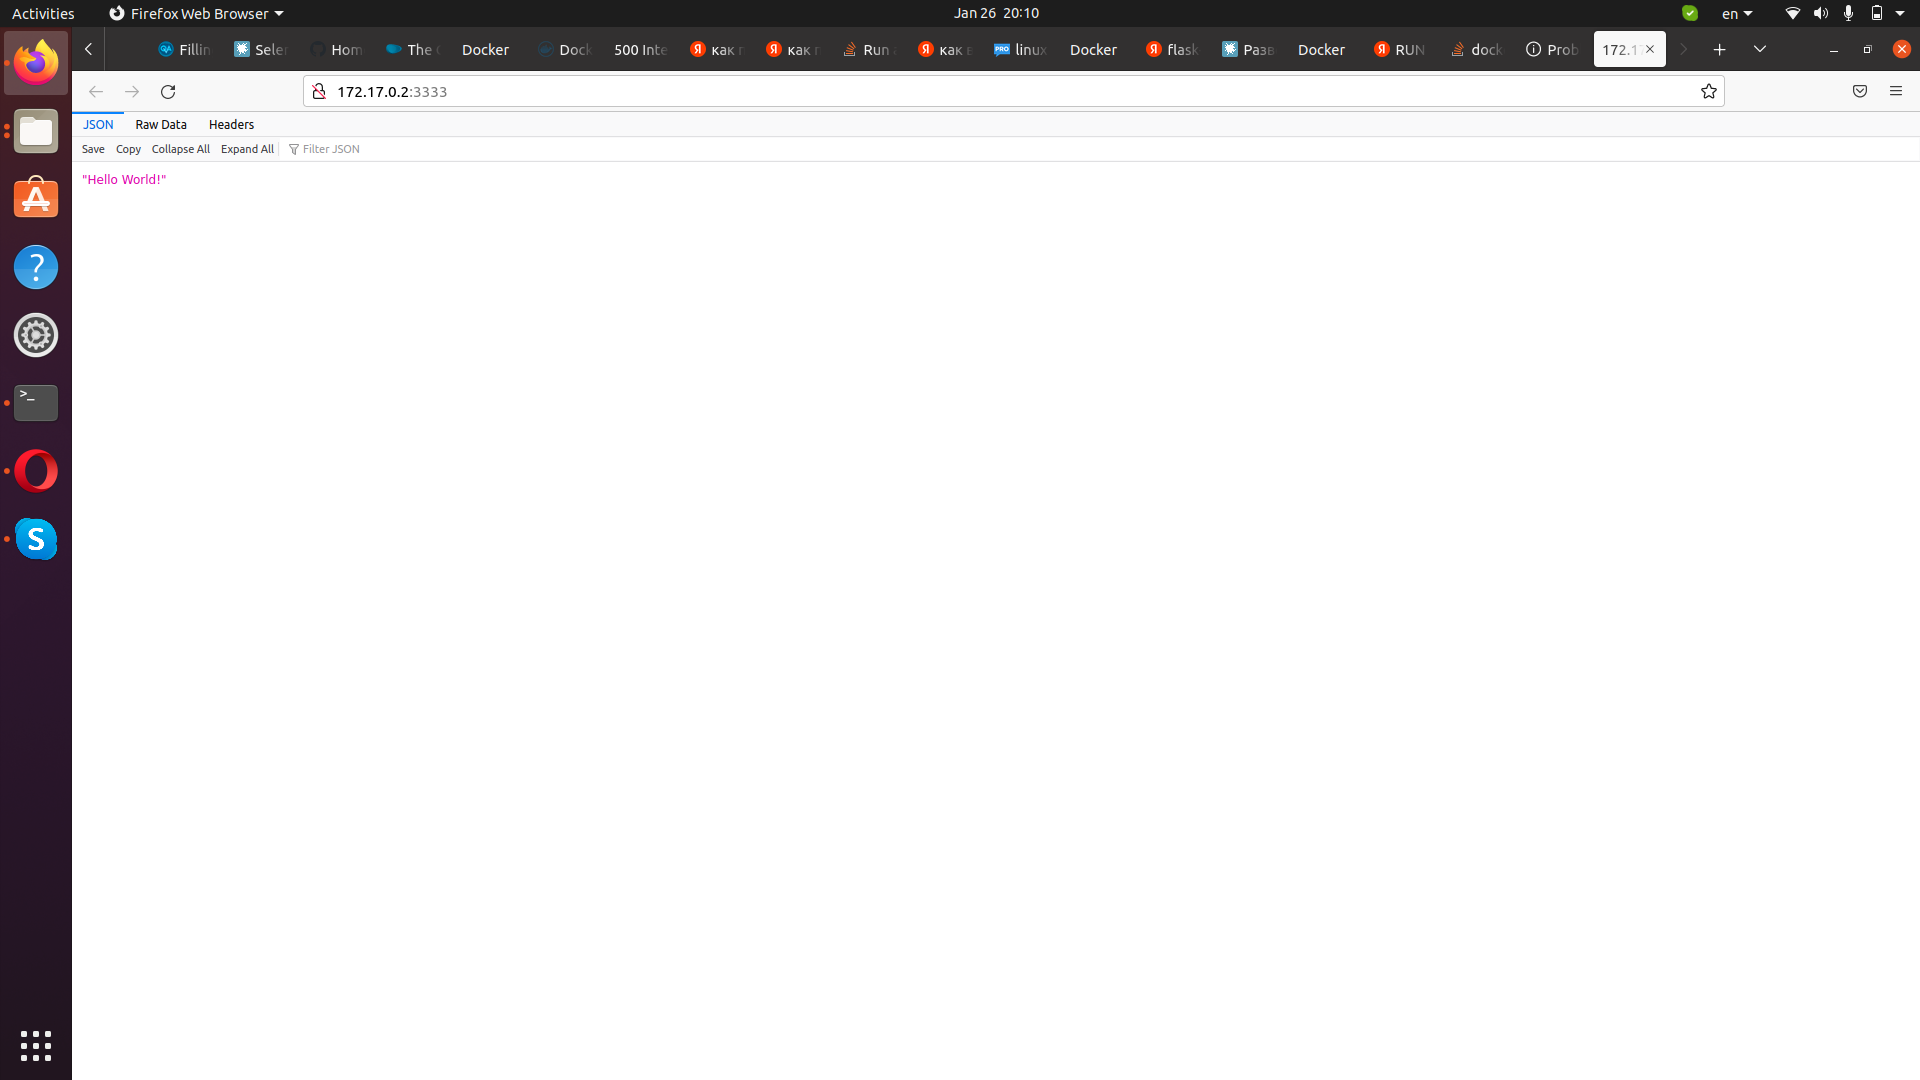 Activities Firefox Web Browser Jan 26 20:10 en
Fillin Seler Hom The Docker Dock 500 Inte как как Run как linux Docker flask Разв Docker RUN dock Prob 172.1
172.17.0.2:3333
JSON Raw Data Headers
Save Copy Collapse All Expand All Filter JSON
"Hello World!"